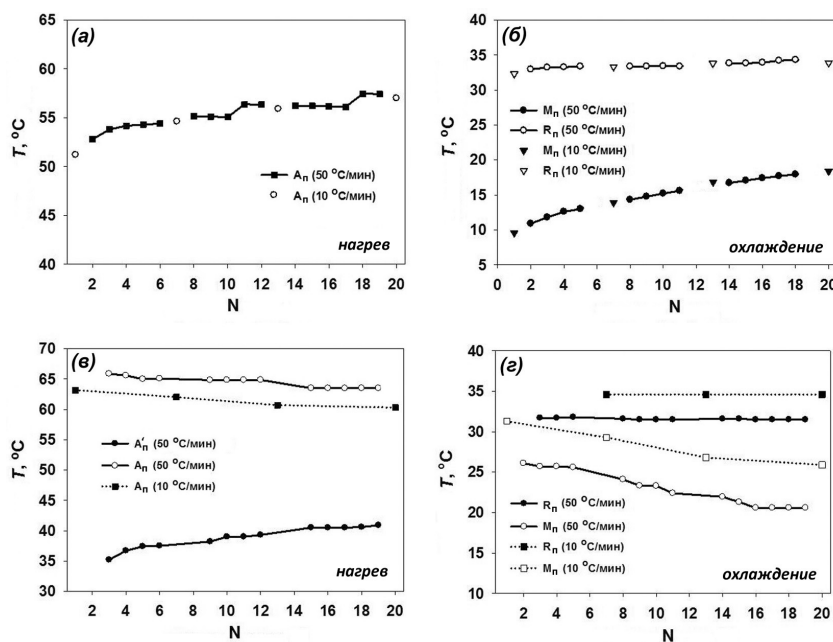 (а)
65
60
55
50
45
40
T, °C
Aп (50 °С/мин)
Aп (10 °С/мин)
нагрев
2 4 6 8 10 12 14 16 18 20
N
(б)
40
35
30
25
20
15
10
5
T, °C
Mп (50 °С/мин)
Rп (50 °С/мин)
Mп (10 °С/мин)
Rп (10 °С/мин)
охлаждение
0 2 4 6 8 10 12 14 16 18 20
N
(в)
70
65
60
55
50
45
40
35
30
T, °C
A′п (50 °С/мин)
Aп (50 °С/мин)
Aп (10 °С/мин)
нагрев
2 4 6 8 10 12 14 16 18 20
N
(г)
40
35
30
25
20
15
10
T, °C
Rп (50 °С/мин)
Mп (50 °С/мин)
Rп (10 °С/мин)
Mп (10 °С/мин)
охлаждение
0 2 4 6 8 10 12 14 16 18 20
N